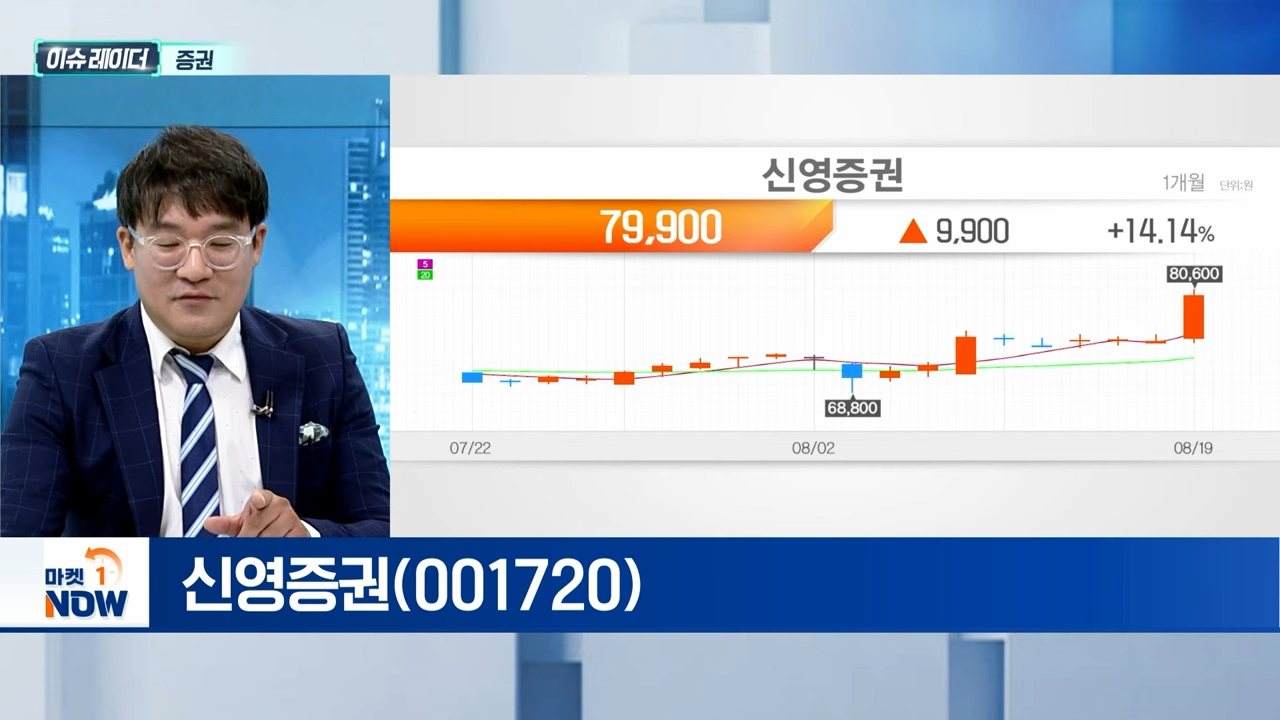 이슈 레이더 증권
신영증권
1개월 단위:원
79,900 ▲ 9,900 +14.14%
5
20
80,600
68,800
07/22 08/02 08/19
마켓 1
NOW
신영증권(001720)